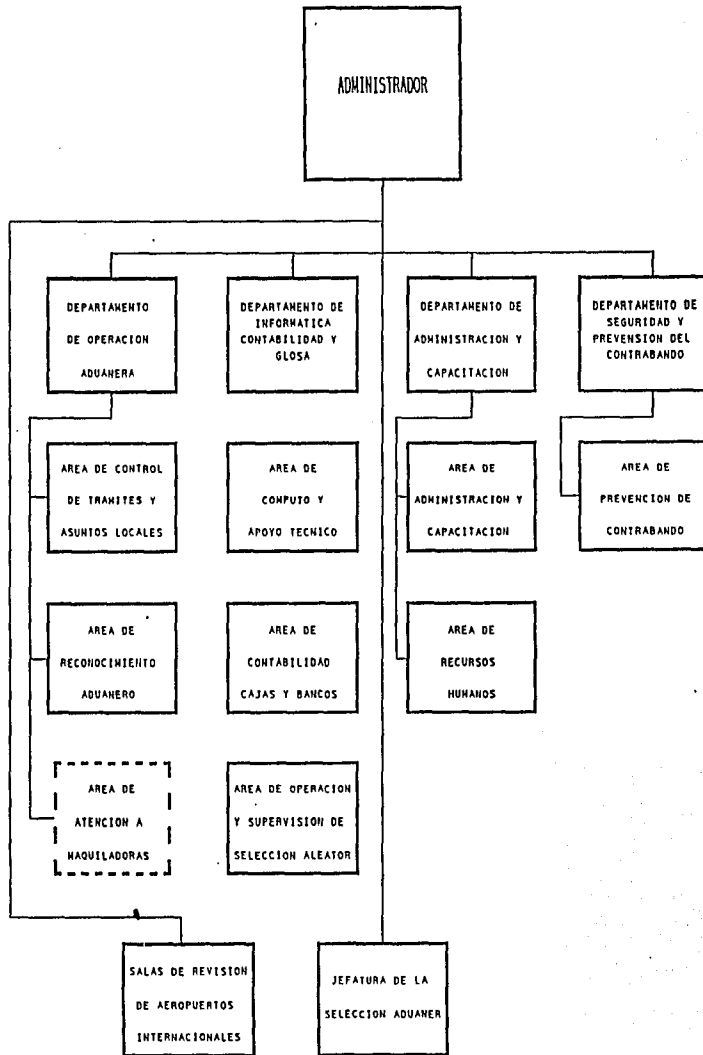 ADMINISTRADOR
DEPARTAMENTO
DE OPERACION
ADUANERA
DEPARTAMENTO DE
INFORMATICA
CONTABILIDAD Y
GLOSA
DEPARTAMENTO DE
ADMINISTRACION Y
CAPACITACION
DEPARTAMENTO DE
SEGURIDAD Y
PREVENSION DEL
CONTRABANDO
AREA DE CONTROL
DE TRAMITES Y
ASUNTOS LOCALES
AREA DE
COMPUTO Y
APOYO TECNICO
AREA DE
ADMINISTRACION Y
CAPACITACION
AREA DE
PREVENCION DE
CONTRABANDO
AREA DE
RECONOCIMIENTO
ADUANERO
AREA DE
CONTABILIDAD
CAJAS Y BANCOS
AREA DE
RECURSOS
HUMANOS
AREA DE
ATENCION A
MAQUILADORAS
AREA DE OPERACION
Y SUPERVISION DE
SELECCION ALEATOR
SALAS DE REVISION
DE AEROPUERTOS
INTERNACIONALES
JEFATURA DE LA
SELECCION ADUANER